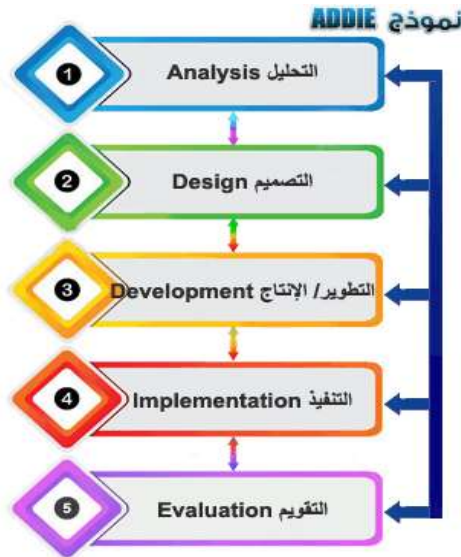 نموذج ADDIE
1
التحليل Analysis
2
التصميم Design
3
التطوير/ الإنتاج Development
4
التنفيذ Implementation
5
التقويم Evaluation